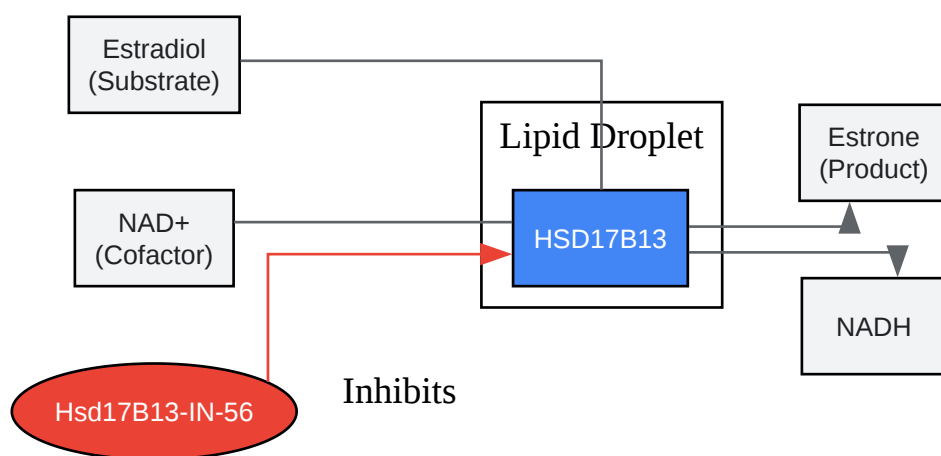 Estradiol
(Substrate)
Lipid Droplet
Estrone
(Product)
NAD+
(Cofactor)
HSD17B13
NADH
Inhibits
Hsd17B13-IN-56